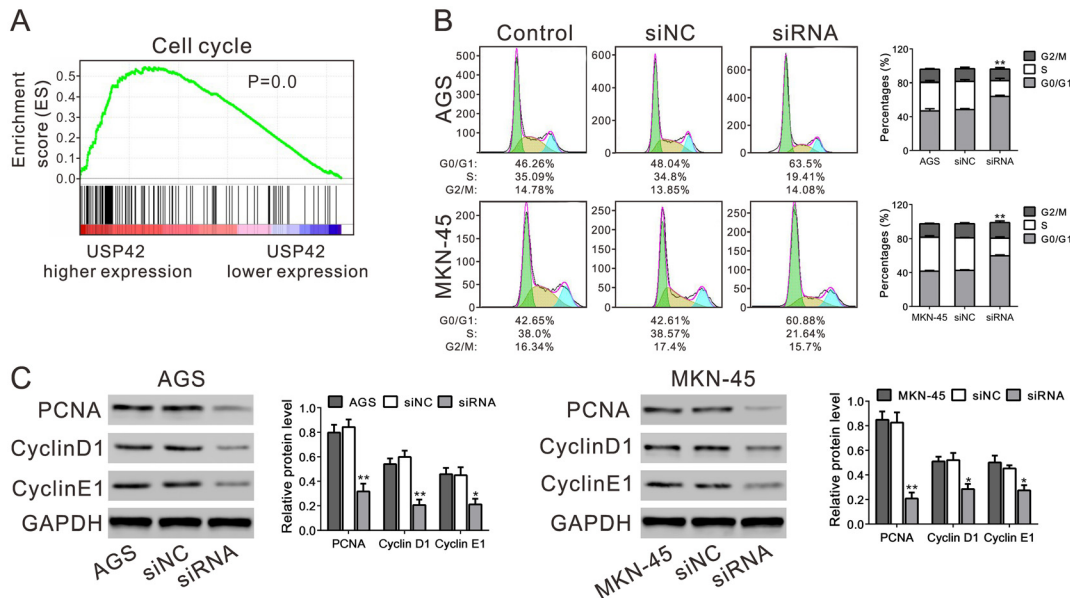 A
Cell cycle
P=0.0
Enrichment
score (ES)
0.5
0.4
0.3
0.2
0.1
0.0
USP42
higher expression
USP42
lower expression
B
Control
siNC
siRNA
AGS
500
400
300
200
100
0
600
400
200
0
600
400
200
0
G0/G1:
46.26%
48.04%
63.5%
S:
35.09%
34.8%
19.41%
G2/M:
14.78%
13.85%
14.08%
Percentages (%)
120
80
40
0
**
G2/M
S
G0/G1
AGS
siNC
siRNA
MKN-45
200
150
100
50
0
250
200
150
100
50
0
250
200
150
100
50
0
G0/G1:
42.65%
42.61%
60.88%
S:
38.0%
38.57%
21.64%
G2/M:
16.34%
17.4%
15.7%
Percentages (%)
120
80
40
0
**
G2/M
S
G0/G1
MKN-45
siNC
siRNA
C
AGS
PCNA
CyclinD1
CyclinE1
GAPDH
AGS
siNC
siRNA
AGS
siNC
siRNA
Relative protein level
1.0
0.8
0.6
0.4
0.2
0.0
**
**
*
PCNA
Cyclin D1
Cyclin E1
MKN-45
PCNA
CyclinD1
CyclinE1
GAPDH
MKN-45
siNC
siRNA
MKN-45
siNC
siRNA
Relative protein level
1.0
0.8
0.6
0.4
0.2
0.0
**
*
*
PCNA
Cyclin D1
Cyclin E1